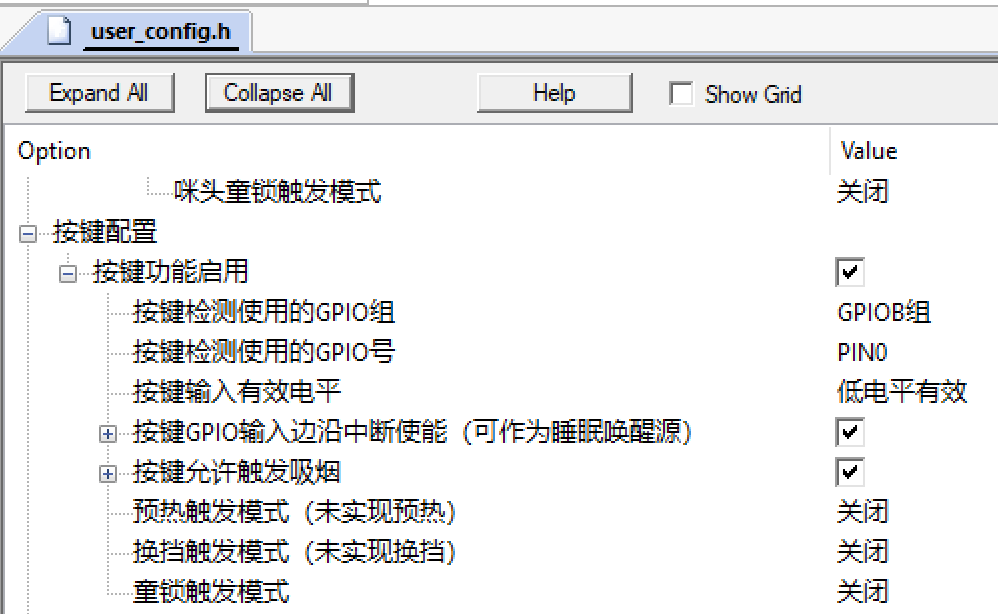 user_config.h
Expand All Collapse All Help Show Grid
Option Value
咪头童锁触发模式 关闭
按键配置
按键功能启用
按键检测使用的GPIO组 GPIOB组
按键检测使用的GPIO号 PIN0
按键输入有效电平 低电平有效
按键GPIO输入边沿中断使能（可作为睡眠唤醒源）
按键允许触发吸烟
预热触发模式（未实现预热） 关闭
换挡触发模式（未实现换挡） 关闭
童锁触发模式 关闭